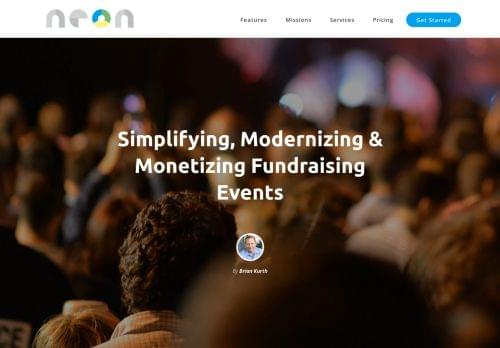 neon
Features Missions Services Pricing Get Started
Simplifying, Modernizing &
Monetizing Fundraising
Events
By Brian Kurth